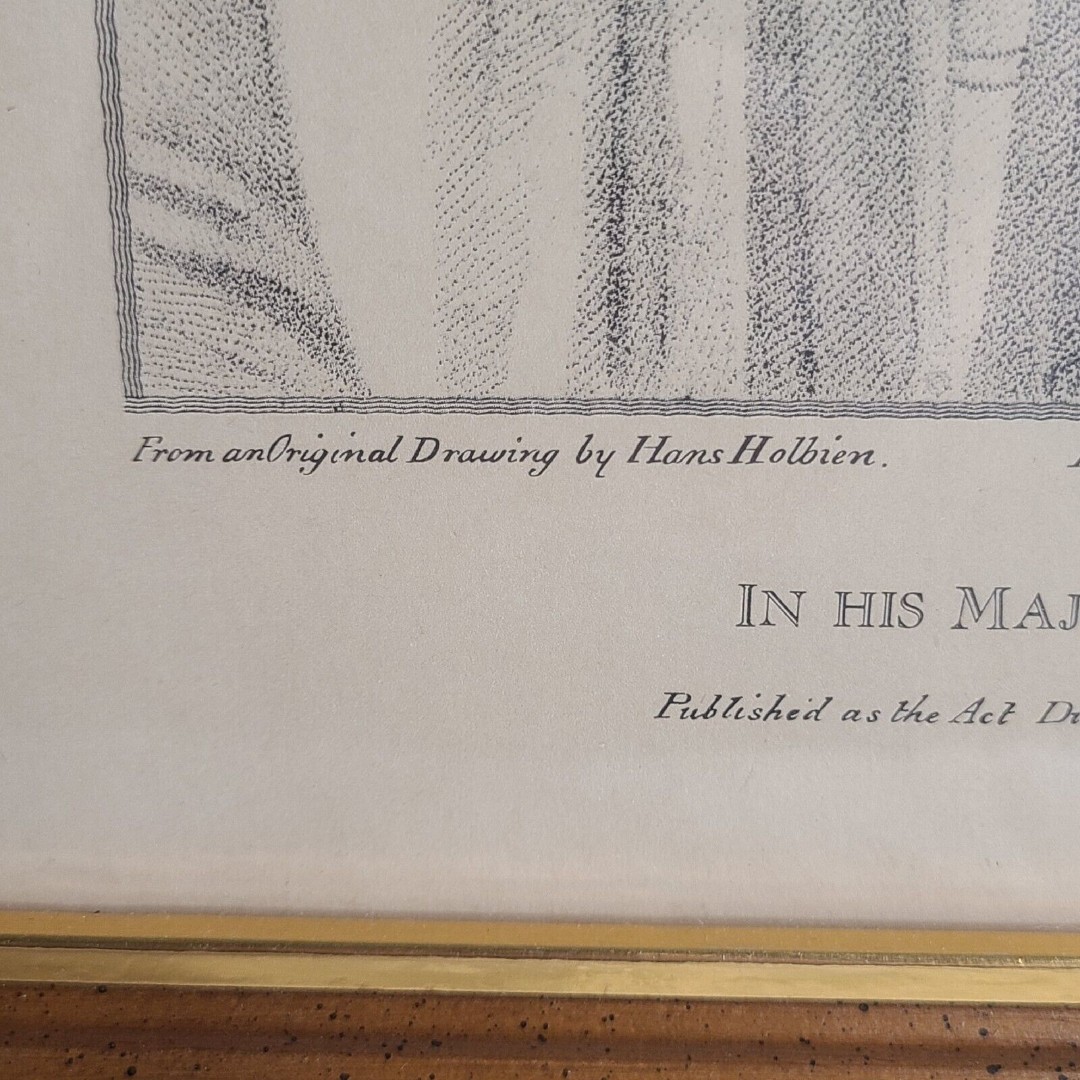 From an Original Drawing by Hans Holbien.
IN HIS MAJ
Published as the Act Di